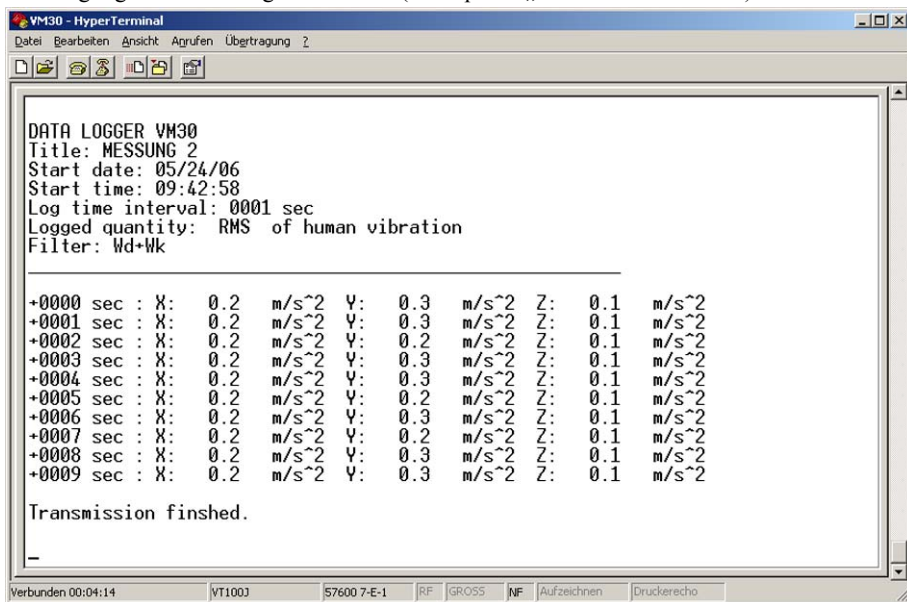 VM30 - HyperTerminal
Datei Bearbeiten Ansicht Anrufen Übertragung ?
DATA LOGGER VM30
Title: MESSUNG 2
Start date: 05/24/06
Start time: 09:42:58
Log time interval: 0001 sec
Logged quantity: RMS of human vibration
Filter: Wd+Wk
+0000 sec : X: 0.2 m/s^2 Y: 0.3 m/s^2 Z: 0.1 m/s^2
+0001 sec : X: 0.2 m/s^2 Y: 0.3 m/s^2 Z: 0.1 m/s^2
+0002 sec : X: 0.2 m/s^2 Y: 0.2 m/s^2 Z: 0.1 m/s^2
+0003 sec : X: 0.2 m/s^2 Y: 0.3 m/s^2 Z: 0.1 m/s^2
+0004 sec : X: 0.2 m/s^2 Y: 0.3 m/s^2 Z: 0.1 m/s^2
+0005 sec : X: 0.2 m/s^2 Y: 0.2 m/s^2 Z: 0.1 m/s^2
+0006 sec : X: 0.2 m/s^2 Y: 0.3 m/s^2 Z: 0.1 m/s^2
+0007 sec : X: 0.2 m/s^2 Y: 0.2 m/s^2 Z: 0.1 m/s^2
+0008 sec : X: 0.2 m/s^2 Y: 0.3 m/s^2 Z: 0.1 m/s^2
+0009 sec : X: 0.2 m/s^2 Y: 0.3 m/s^2 Z: 0.1 m/s^2
Transmission finshed.
Verbunden 00:04:14 VT100J 57600 7-E-1 RF GROSS NF Aufzeichnen Druckerecho